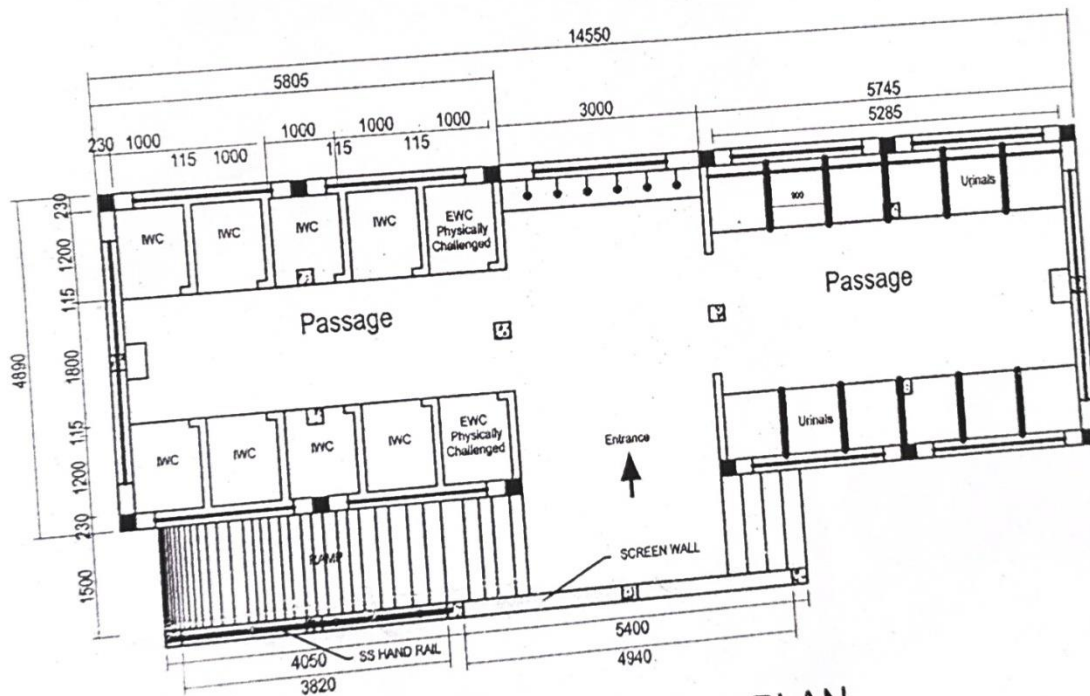 14550
5805
3000
5745
5285
230 1000 1000 1000 1000
115 1000 115 115
230
1200
115
1800
115
1200
230
1500
4890
IWC
IWC
IWC
IWC
EWC
Physically
Challenged
900
Urinals
Passage
Passage
IWC
IWC
IWC
IWC
EWC
Physically
Challenged
Entrance
Urinals
RAMP
SCREEN WALL
SS HAND RAIL
4050
3820
5400
4940
PLAN